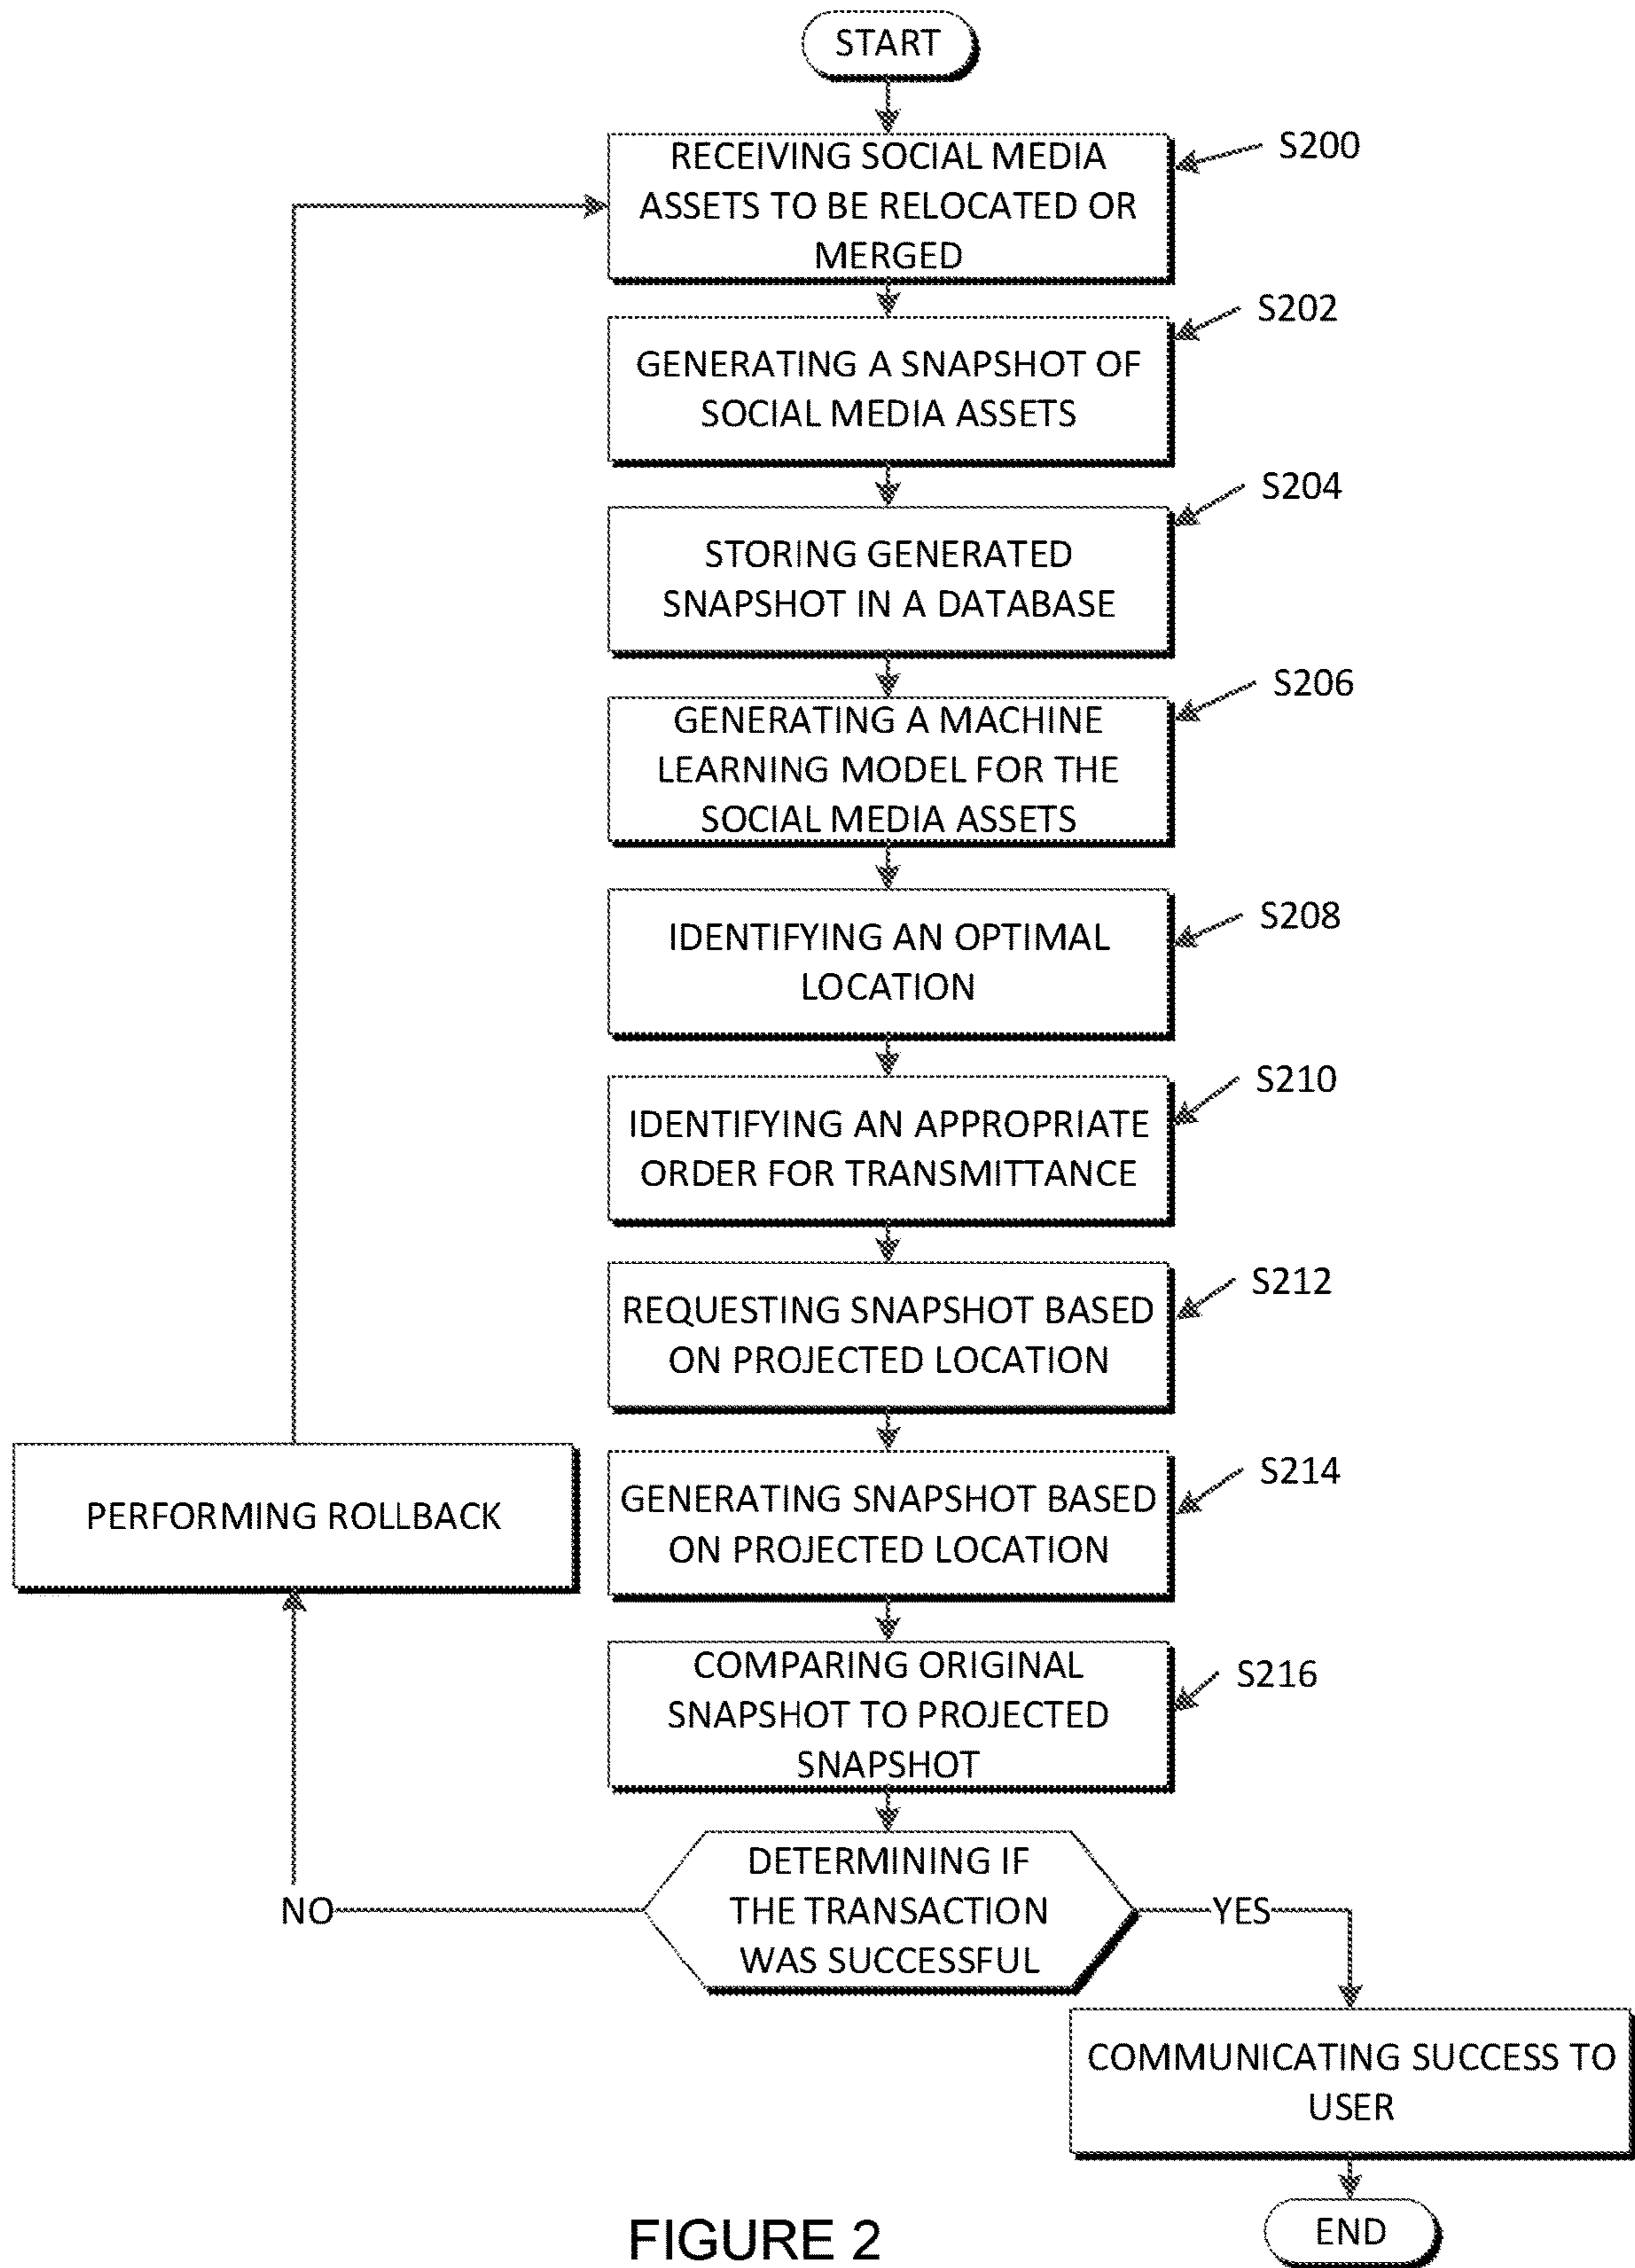 START
RECEIVING SOCIAL MEDIA
ASSETS TO BE RELOCATED OR
MERGED
S200
GENERATING A SNAPSHOT OF
SOCIAL MEDIA ASSETS
S202
STORING GENERATED
SNAPSHOT IN A DATABASE
S204
GENERATING A MACHINE
LEARNING MODEL FOR THE
SOCIAL MEDIA ASSETS
S206
IDENTIFYING AN OPTIMAL
LOCATION
S208
IDENTIFYING AN APPROPRIATE
ORDER FOR TRANSMITTANCE
S210
REQUESTING SNAPSHOT BASED
ON PROJECTED LOCATION
S212
GENERATING SNAPSHOT BASED
ON PROJECTED LOCATION
S214
PERFORMING ROLLBACK
COMPARING ORIGINAL
SNAPSHOT TO PROJECTED
SNAPSHOT
S216
DETERMINING IF
THE TRANSACTION
WAS SUCCESSFUL
NO
YES
COMMUNICATING SUCCESS TO
USER
END
FIGURE 2